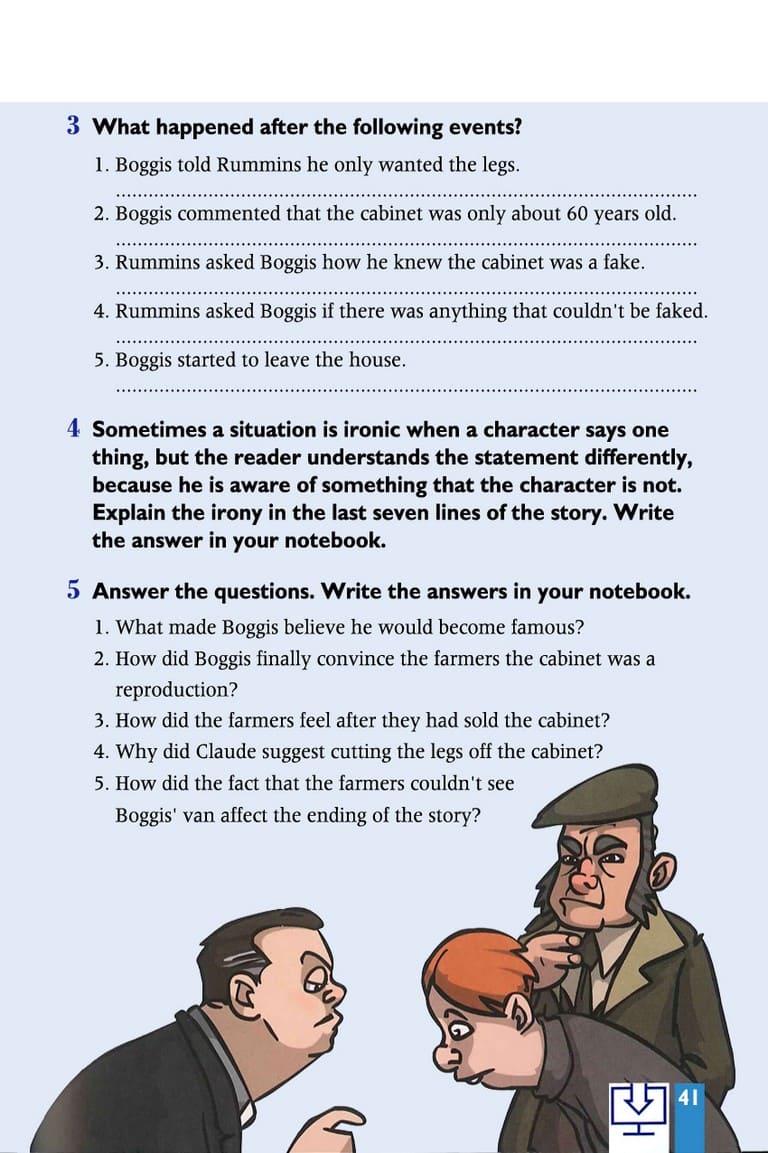 3 What happened after the following events?
1. Boggis told Rummins he only wanted the legs.
2. Boggis commented that the cabinet was only about 60 years old.
3. Rummins asked Boggis how he knew the cabinet was a fake.
4. Rummins asked Boggis if there was anything that couldn't be faked.
5. Boggis started to leave the house.
4 Sometimes a situation is ironic when a character says one
thing, but the reader understands the statement differently,
because he is aware of something that the character is not.
Explain the irony in the last seven lines of the story. Write
the answer in your notebook.
5 Answer the questions. Write the answers in your notebook.
1. What made Boggis believe he would become famous?
2. How did Boggis finally convince the farmers the cabinet was a
reproduction?
3. How did the farmers feel after they had sold the cabinet?
4. Why did Claude suggest cutting the legs off the cabinet?
5. How did the fact that the farmers couldn't see
Boggis' van affect the ending of the story?
41